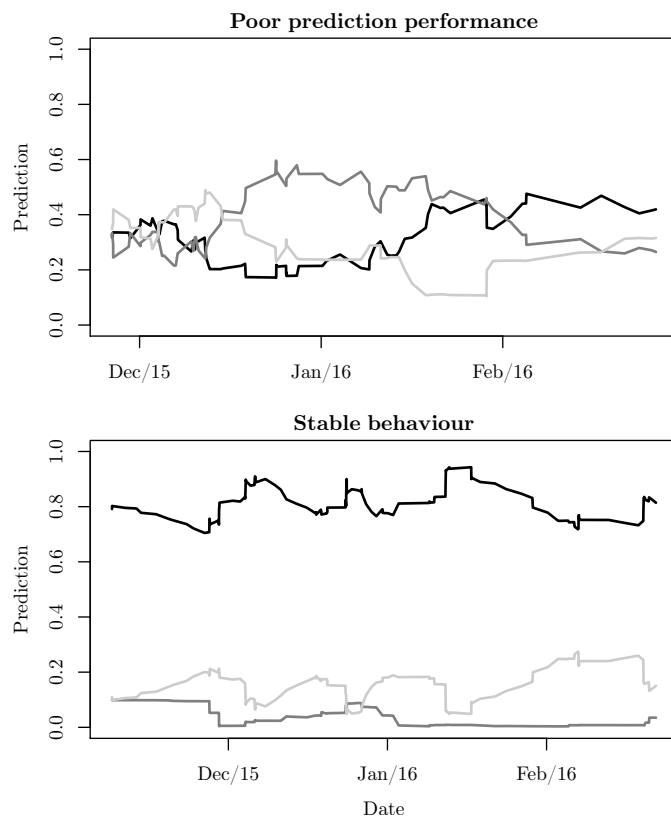 Poor prediction performance
1.0
0.8
0.6
0.4
0.2
0.0
Prediction
Dec/15 Jan/16 Feb/16
Stable behaviour
1.0
0.8
0.6
0.4
0.2
0.0
Prediction
Dec/15 Jan/16 Feb/16
Date